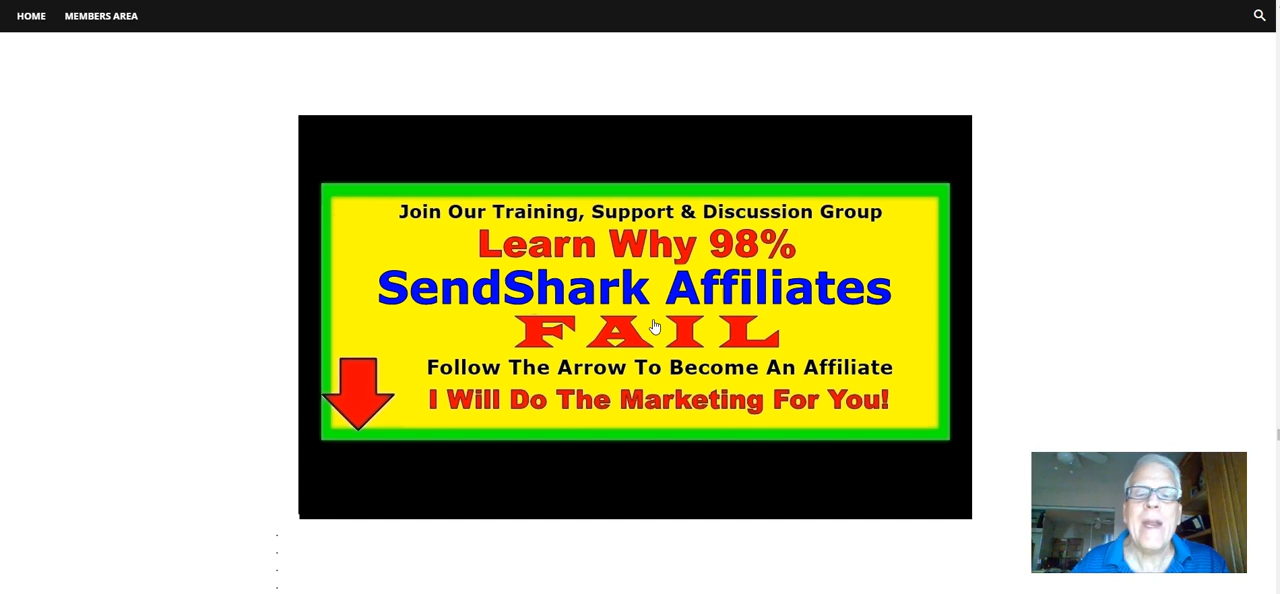 HOME MEMBERS AREA
Join Our Training, Support & Discussion Group
Learn Why 98%
SendShark Affiliates
FAIL
Follow The Arrow To Become An Affiliate
I Will Do The Marketing For You!